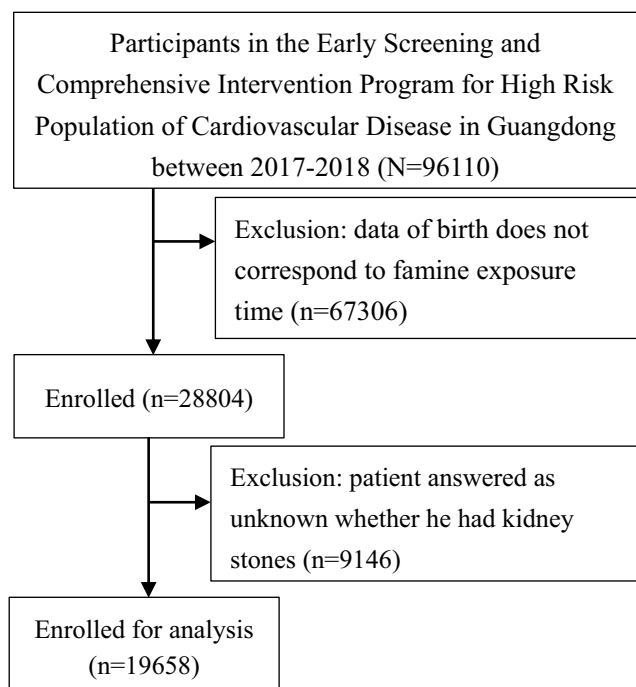 Participants in the Early Screening and
Comprehensive Intervention Program for High Risk
Population of Cardiovascular Disease in Guangdong
between 2017-2018 (N=96110)
Exclusion: data of birth does not
correspond to famine exposure
time (n=67306)
Enrolled (n=28804)
Exclusion: patient answered as
unknown whether he had kidney
stones (n=9146)
Enrolled for analysis
(n=19658)